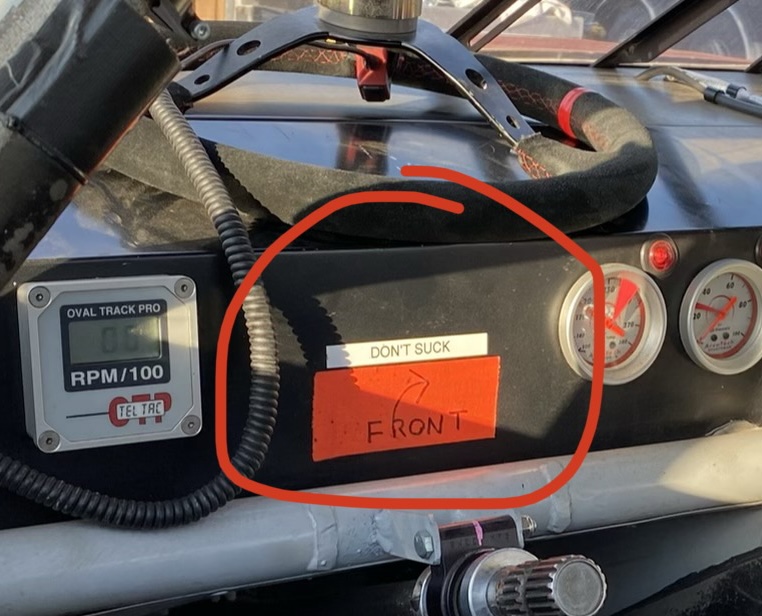 OVAL TRACK PRO
RPM/100
TEL TAC
DON'T SUCK
FRONT